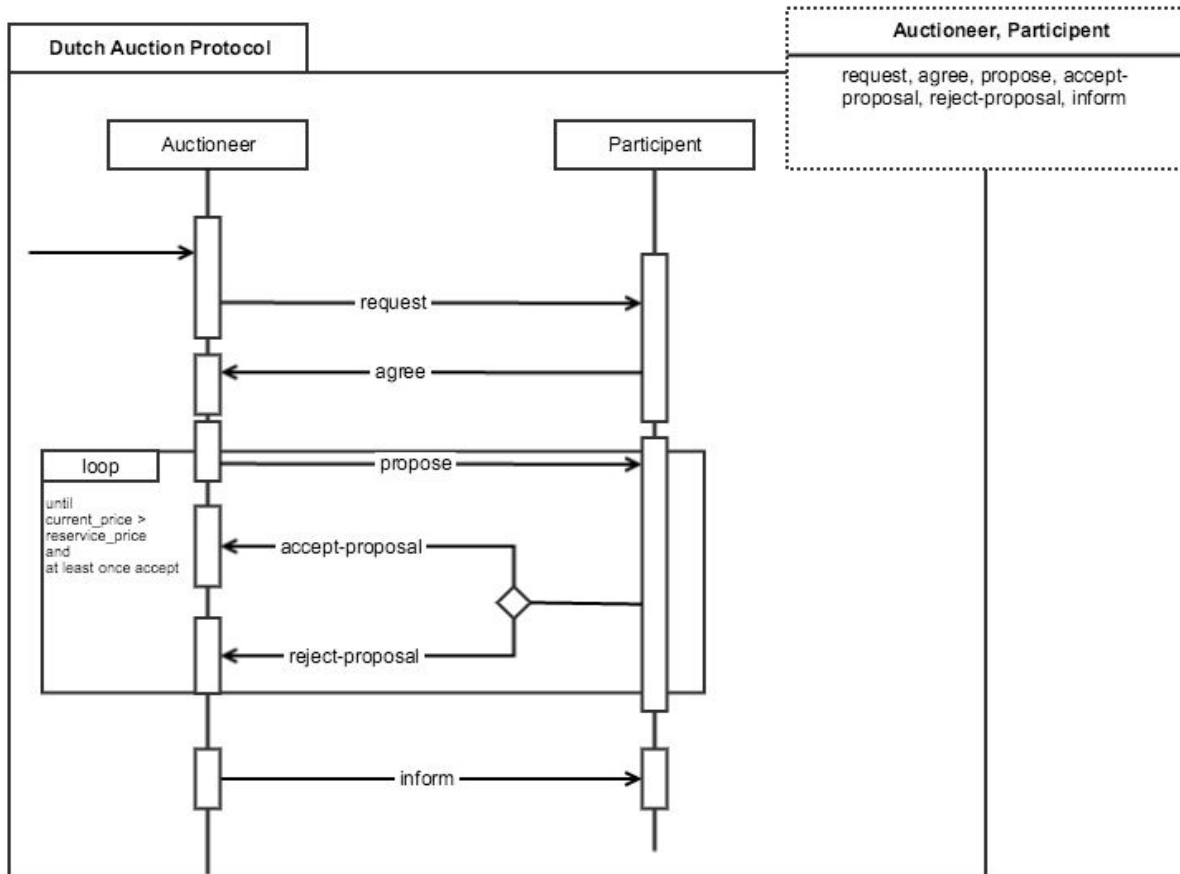 Dutch Auction Protocol
Auctioneer, Participent
request, agree, propose, accept-
proposal, reject-proposal, inform
Auctioneer
Participent
request
agree
loop
propose
until
current_price >
reservice_price
and
at least once accept
accept-proposal
reject-proposal
inform